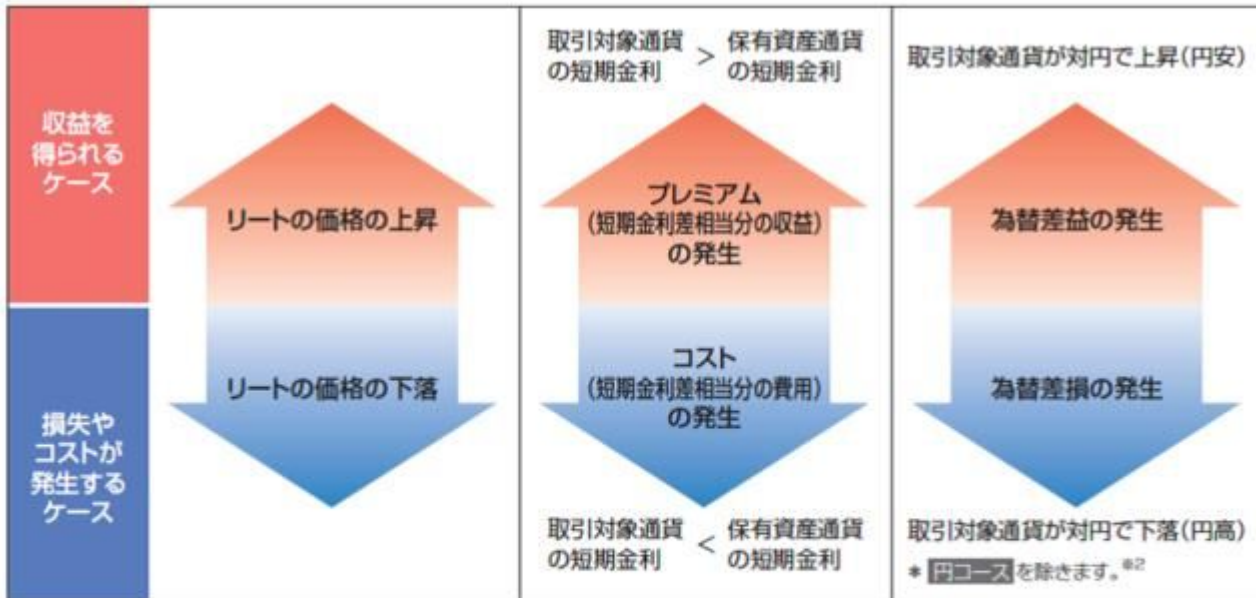 収益を
得られる
ケース
リートの価格の上昇
取引対象通貨 > 保有資産通貨
の短期金利 の短期金利
プレミアム
(短期金利差相当分の収益)
の発生
取引対象通貨が対円で上昇(円安)
為替差益の発生
損失や
コストが
発生する
ケース
リートの価格の下落
コスト
(短期金利差相当分の費用)
の発生
取引対象通貨 < 保有資産通貨
の短期金利 の短期金利
為替差損の発生
取引対象通貨が対円で下落(円高)
* 円コースを除きます。※2